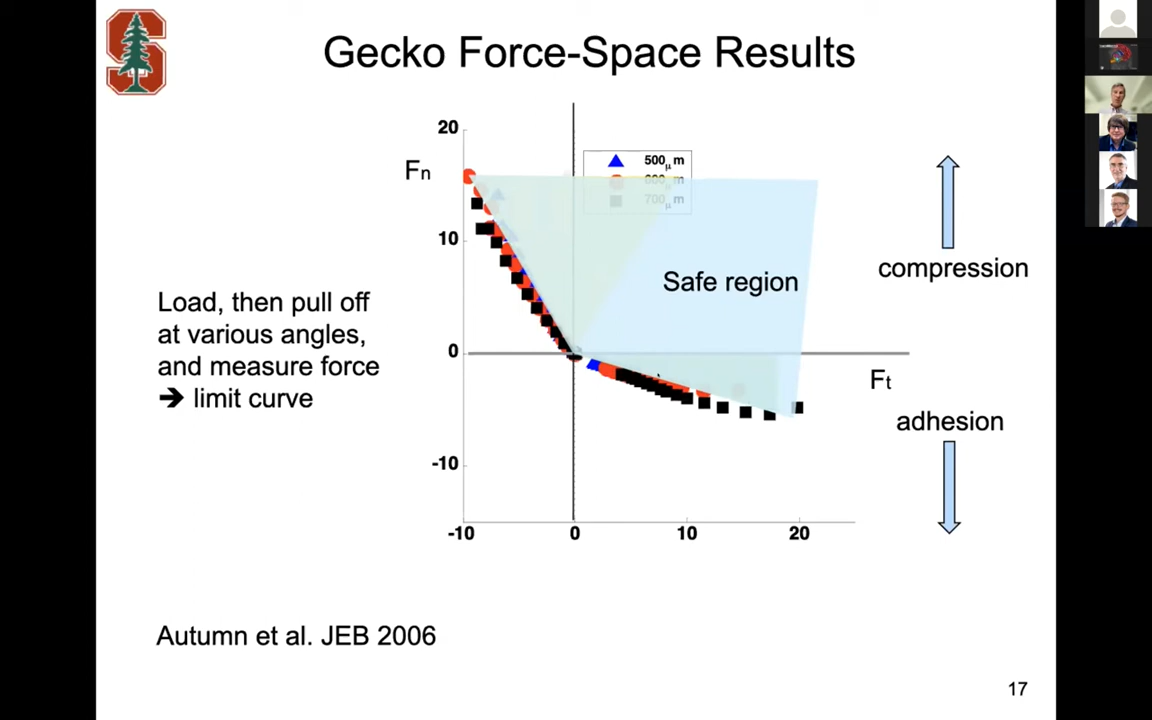 Gecko Force-Space Results
20
Fn
500μm
600μm
700μm
10
compression
Safe region
Load, then pull off
at various angles,
and measure force
➔ limit curve
0
Ft
adhesion
-10
-10
0
10
20
Autumn et al. JEB 2006
17